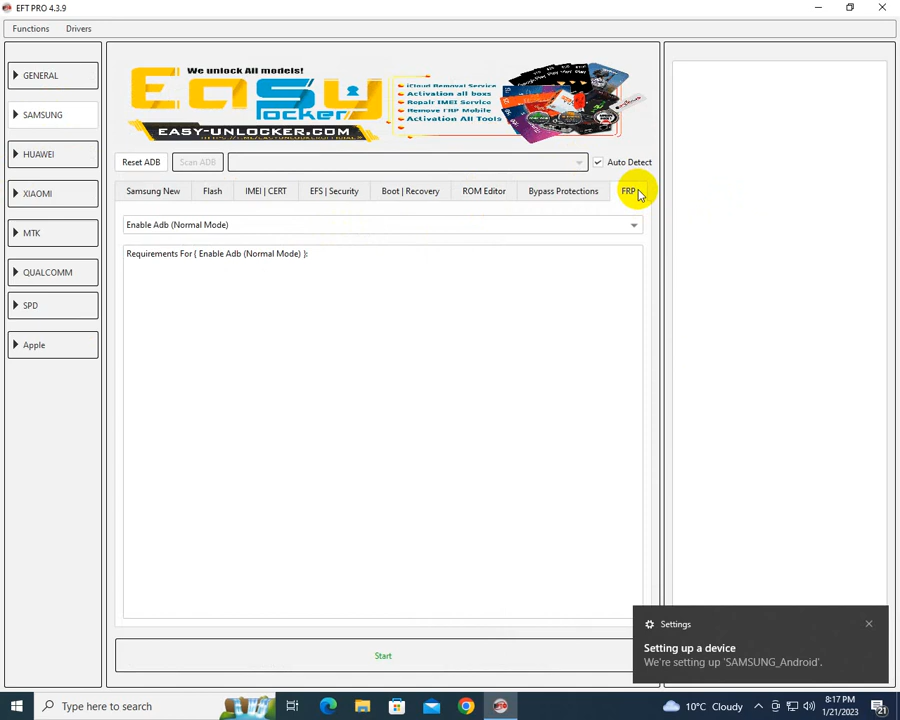 EFT PRO 4.3.9
Functions
Drivers
GENERAL
SAMSUNG
HUAWEI
XIAOMI
MTK
QUALCOMM
SPD
Apple
We unlock All models!
Easy
locker
EASY-UNLOCKER.COM
iCloud Removal Service
Activation all boxs
Repair IMEI Service
Remove FRP Mobile
Activation All Tools
Reset ADB
Scan ADB
Auto Detect
Samsung New
Flash
IMEI | CERT
EFS | Security
Boot | Recovery
ROM Editor
Bypass Protections
FRP
Enable Adb (Normal Mode)
Requirements For { Enable Adb (Normal Mode) }:
Start
Settings
Setting up a device
We're setting up 'SAMSUNG_Android'.
Type here to search
10°C Cloudy
8:17 PM
1/21/2023
21